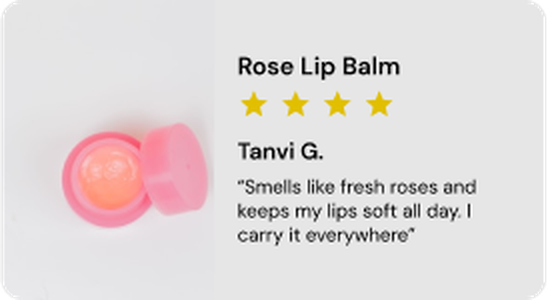 Rose Lip Balm
Tanvi G.
"Smells like fresh roses and
keeps my lips soft all day. I
carry it everywhere"